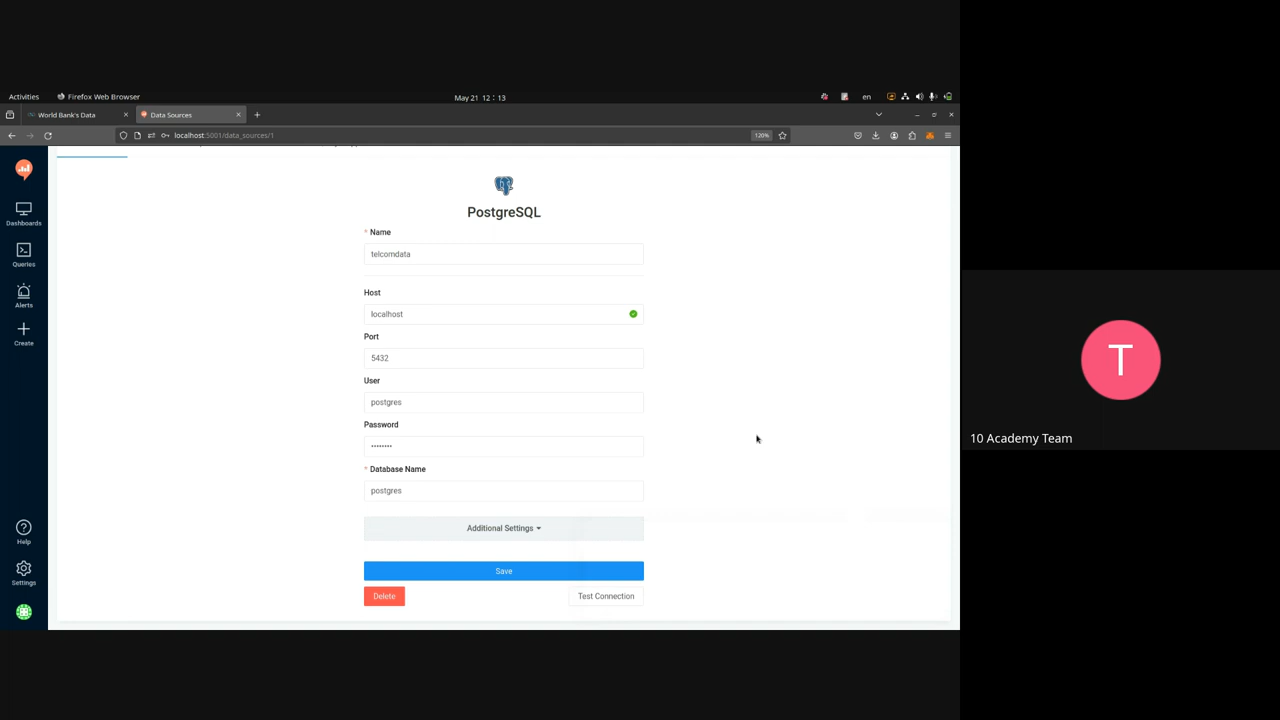 Activities
Firefox Web Browser
May 21 12 : 13
en
World Bank's Data
Data Sources
localhost:5001/data_sources/1
120%
Dashboards
Queries
Alerts
Create
Help
Settings
PostgreSQL
* Name
telcomdata
Host
localhost
Port
5432
User
postgres
Password
••••••••
* Database Name
postgres
Additional Settings
Save
Delete
Test Connection
T
10 Academy Team